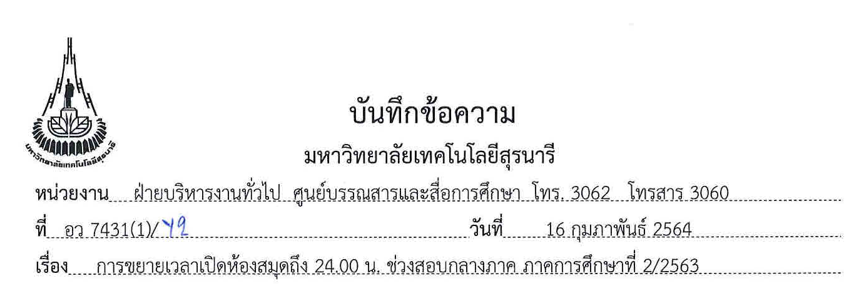 บันทึกข้อความ
มหาวิทยาลัยเทคโนโลยีสุรนารี
มหาวิทยาลัยเทคโนโลยีสุรนารี
หน่วยงาน ฝ่ายบริหารงานทั่วไป ศูนย์บรรณสารและสื่อการศึกษา โทร. 3062 โทรสาร 3060
ที่ อว 7431(1)/ วันที่ 16 กุมภาพันธ์ 2564
เรื่อง การขยายเวลาเปิดห้องสมุดถึง 24.00 น. ช่วงสอบกลางภาค ภาคการศึกษาที่ 2/2563